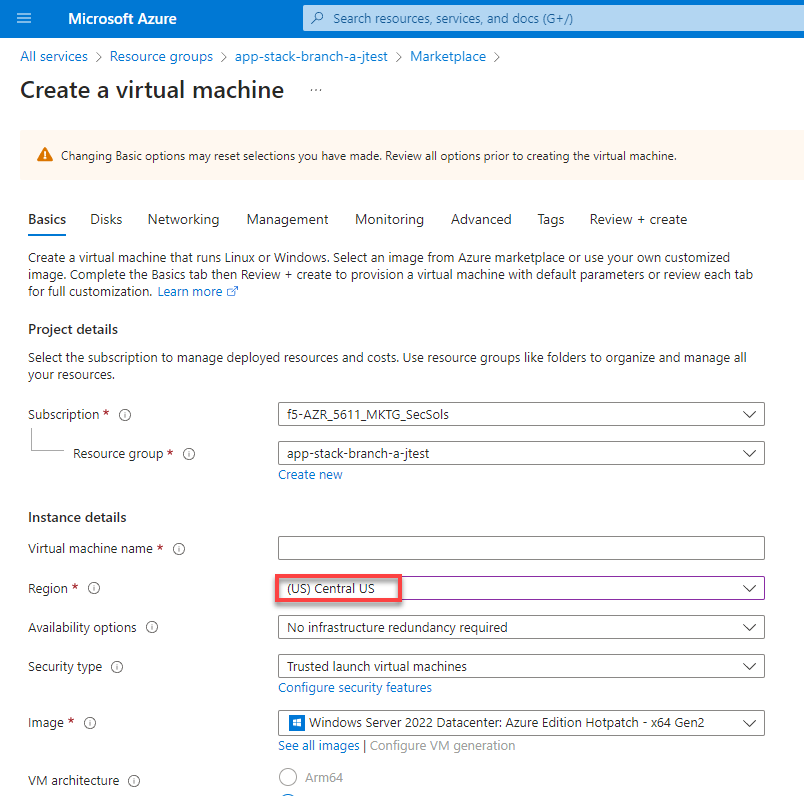 Microsoft Azure
Search resources, services, and docs (G+/)
All services > Resource groups > app-stack-branch-a-jtest > Marketplace >
Create a virtual machine ...
Changing Basic options may reset selections you have made. Review all options prior to creating the virtual machine.
Basics Disks Networking Management Monitoring Advanced Tags Review + create
Create a virtual machine that runs Linux or Windows. Select an image from Azure marketplace or use your own customized
image. Complete the Basics tab then Review + create to provision a virtual machine with default parameters or review each tab
for full customization. Learn more
Project details
Select the subscription to manage deployed resources and costs. Use resource groups like folders to organize and manage all
your resources.
Subscription *
f5-AZR_5611_MKTG_SecSols
Resource group *
app-stack-branch-a-jtest
Create new
Instance details
Virtual machine name *
Region *
(US) Central US
Availability options
No infrastructure redundancy required
Security type
Trusted launch virtual machines
Configure security features
Image *
Windows Server 2022 Datacenter: Azure Edition Hotpatch - x64 Gen2
See all images | Configure VM generation
VM architecture
Arm64